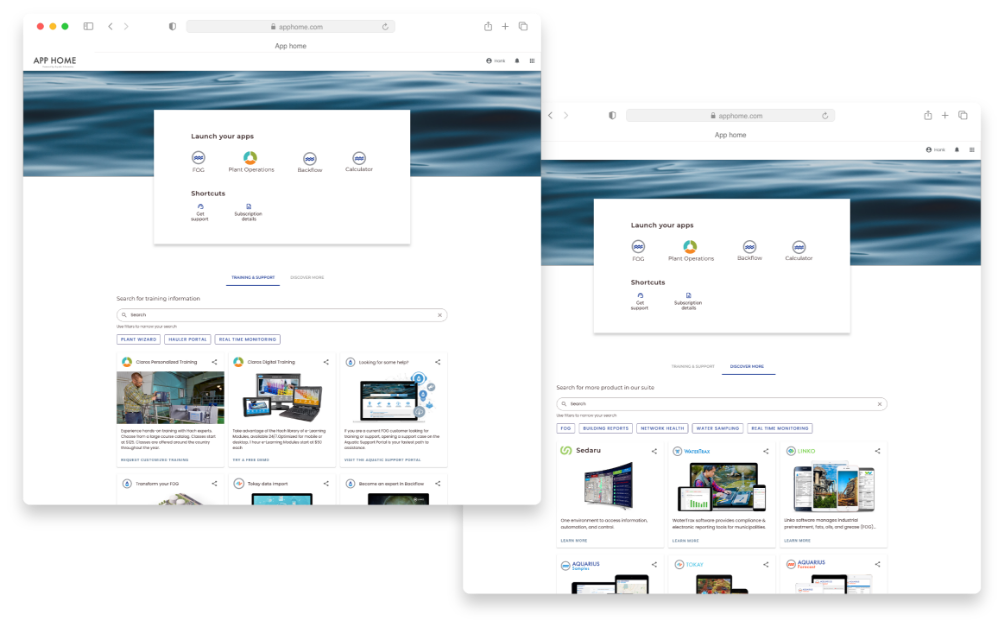 apphome.com
App home
APP HOME
Launch your apps
FOG
Plant Operations
Backflow
Calculator
Shortcuts
Get
support
Subscription
details
TRAINING & SUPPORT
DISCOVER MORE
Search for training information
Search
Use filters to narrow your search
PLANT WIZARD
HAULER PORTAL
REAL TIME MONITORING
Claros Personalized Training
Experience hands-on training with Hach experts.
Choose from a large course catalog. Classes start
at $125. Classes are offered around the country
throughout the year.
REQUEST CUSTOMIZED TRAINING
Claros Digital Training
Take advantage of the Hach library of e-Learning
Modules, available 24/7 Optimized for mobile or
desktop. 1 Hour e-Learning Modules start at $30
each
TRY A FREE DEMO
Looking for some help?
If you are a current FOG customer looking for
training or support, opening a support case on the
Aquatic Support Portal is your fastest path to
assistance.
VISIT THE AQUATIC SUPPORT PORTAL
Transform your FOG
Tokay data import
Become an expert in Backflow
apphome.com
App home
Launch your apps
FOG
Plant Operations
Backflow
Calculator
Shortcuts
Get
support
Subscription
details
TRAINING & SUPPORT
DISCOVER MORE
Search for more product in our suite
Search
Use filters to narrow your search
FOG
BUILDING REPORTS
NETWORK HEALTH
WATER SAMPLING
REAL TIME MONITORING
Sedaru
One environment to access information,
automation, and control
LEARN MORE
WATERTRAX
WaterTrax software provides compliance &
electronic reporting tools for municipalities
LEARN MORE
LINKO
Linko software manages industrial
pretreatment, fats, oils, and grease (FOG)...
LEARN MORE
AQUARIUS
Samples
TOKAY
AQUARIUS
Forecast